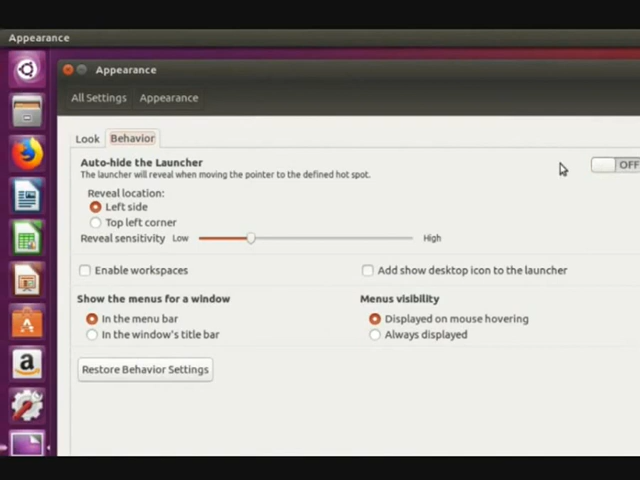 Appearance
Appearance
All Settings Appearance
Look Behavior
Auto-hide the Launcher
OFF
The launcher will reveal when moving the pointer to the defined hot spot.
Reveal location:
Left side
Top left corner
Reveal sensitivity Low High
Enable workspaces Add show desktop icon to the launcher
Show the menus for a window Menus visibility
In the menu bar Displayed on mouse hovering
In the window's title bar Always displayed
Restore Behavior Settings